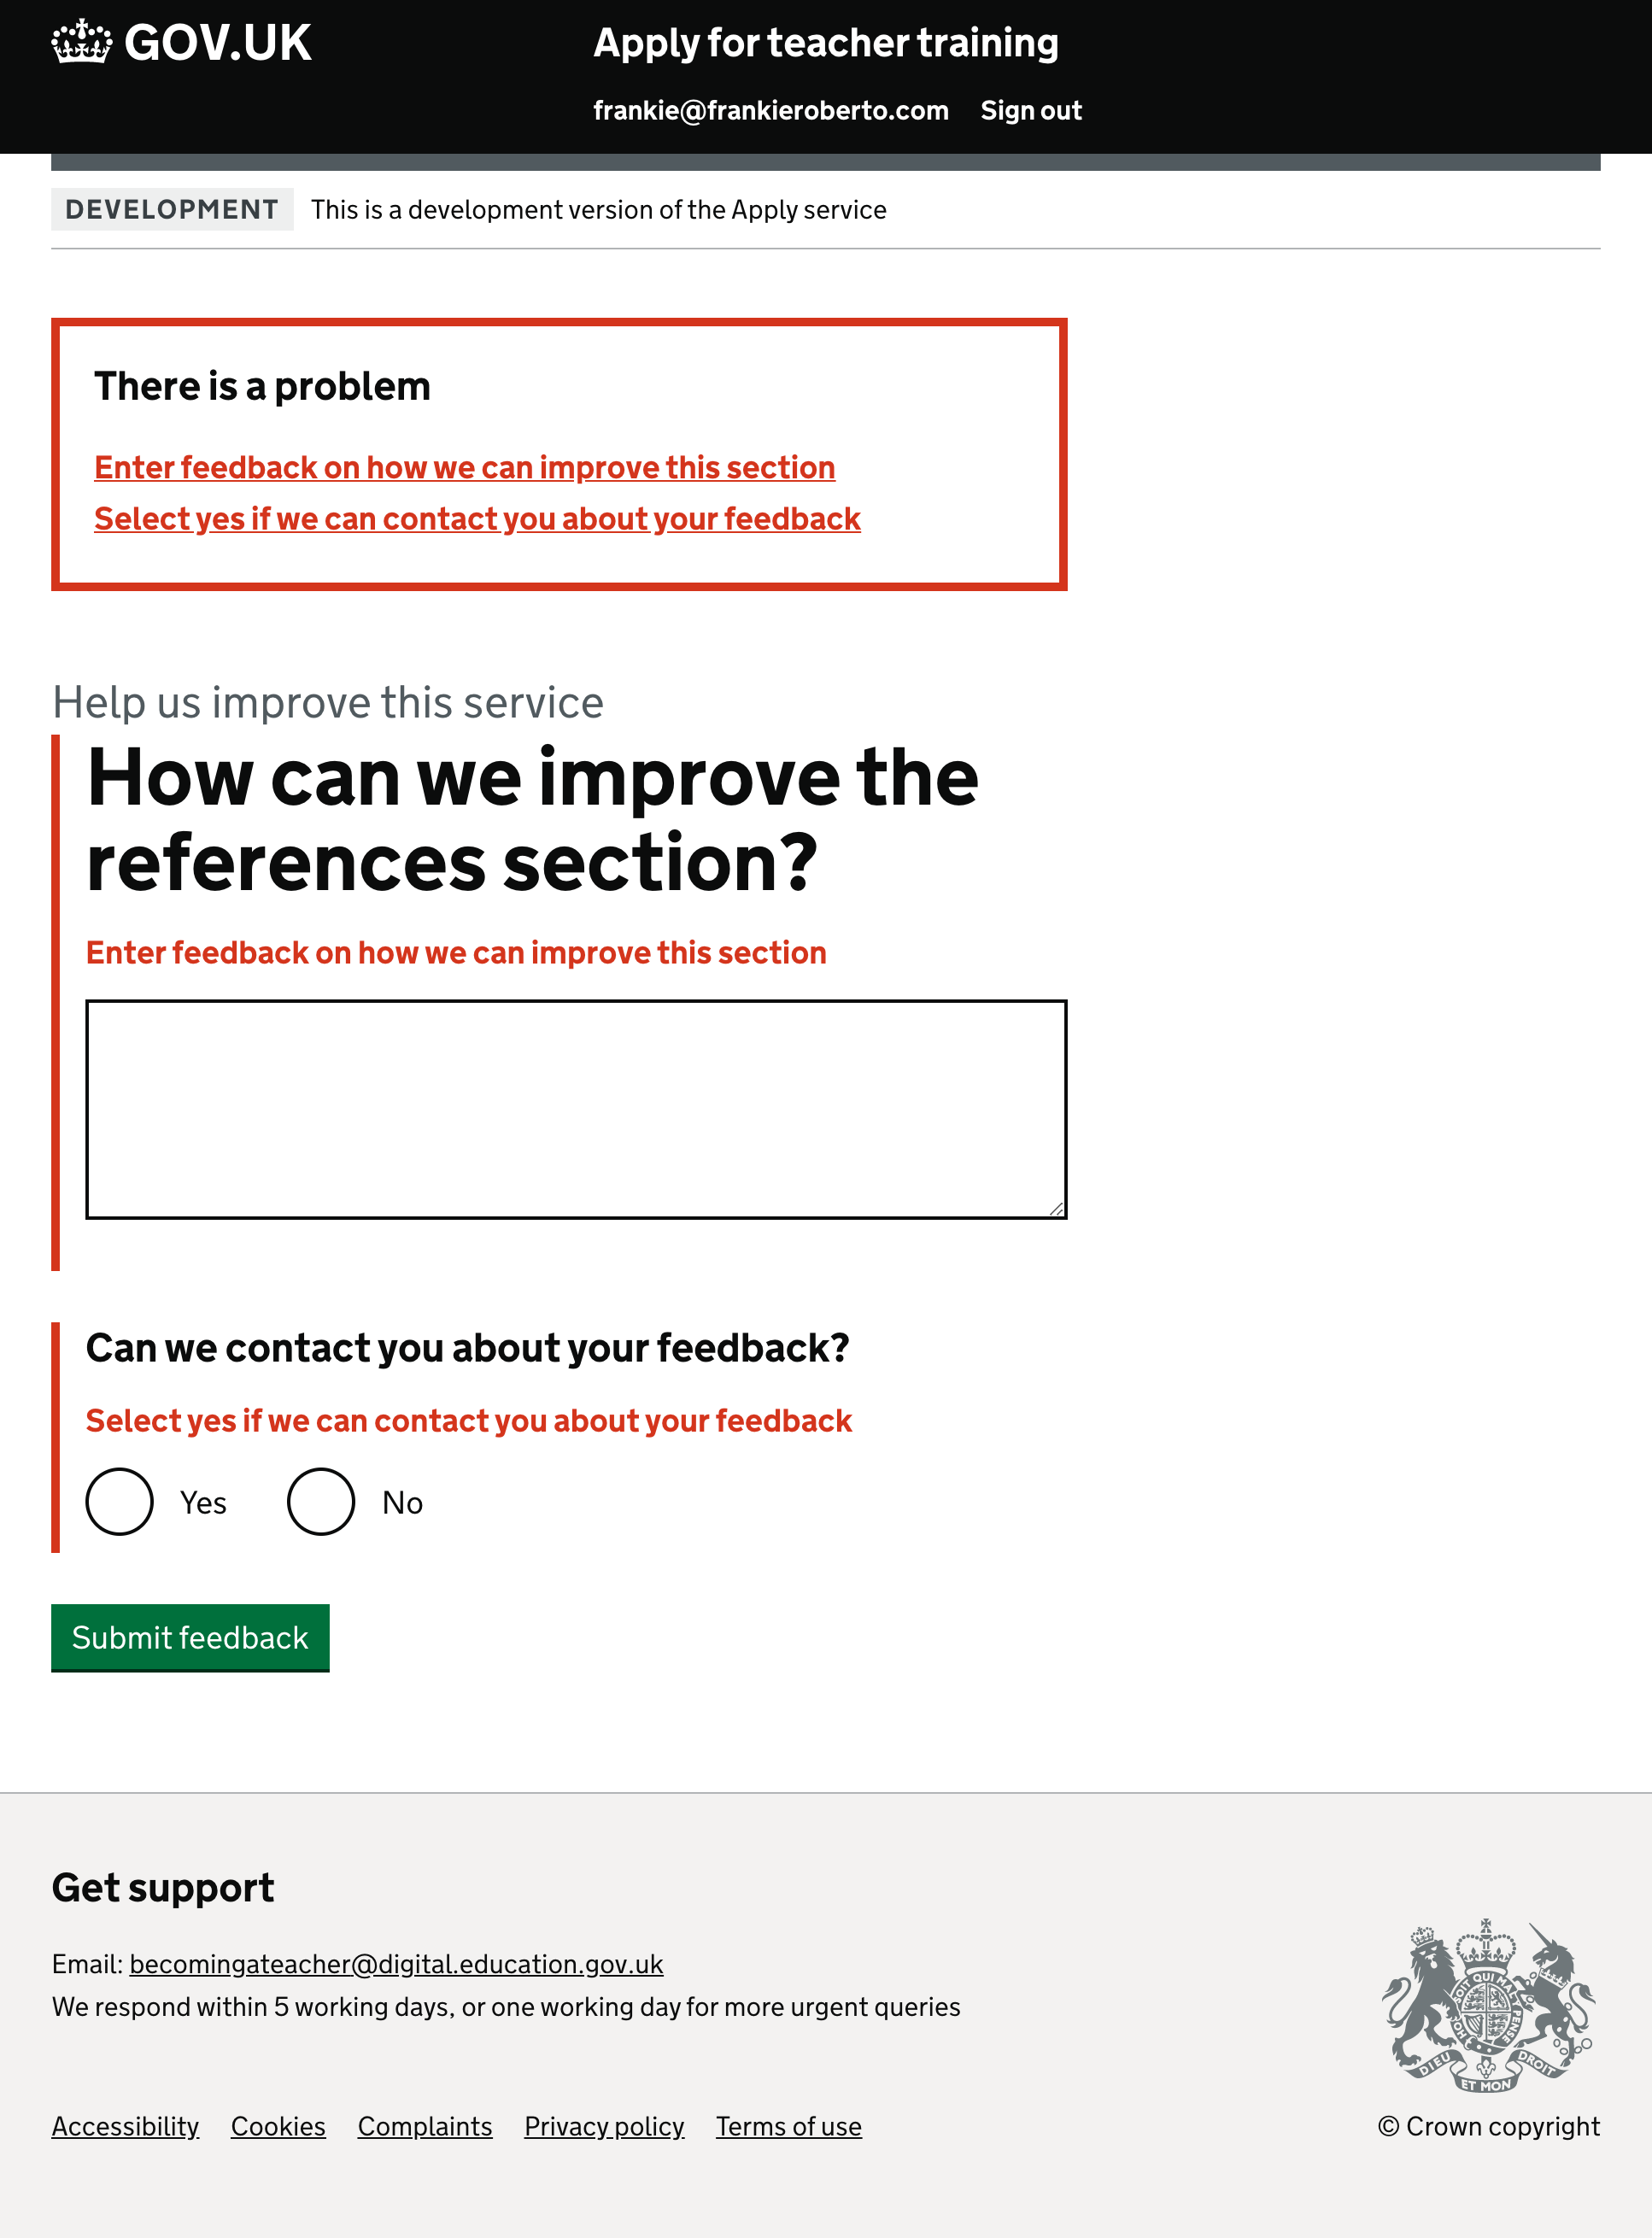 GOV.UK
Apply for teacher training
frankie@frankieroberto.com Sign out
DEVELOPMENT This is a development version of the Apply service
There is a problem
Enter feedback on how we can improve this section
Select yes if we can contact you about your feedback
Help us improve this service
How can we improve the
references section?
Enter feedback on how we can improve this section
Can we contact you about your feedback?
Select yes if we can contact you about your feedback
Yes No
Submit feedback
Get support
Email: becomingateacher@digital.education.gov.uk
We respond within 5 working days, or one working day for more urgent queries
SOIT QUI MAL
PENSE
HON
DIEU
ET MON
DROIT
Accessibility Cookies Complaints Privacy policy Terms of use
© Crown copyright